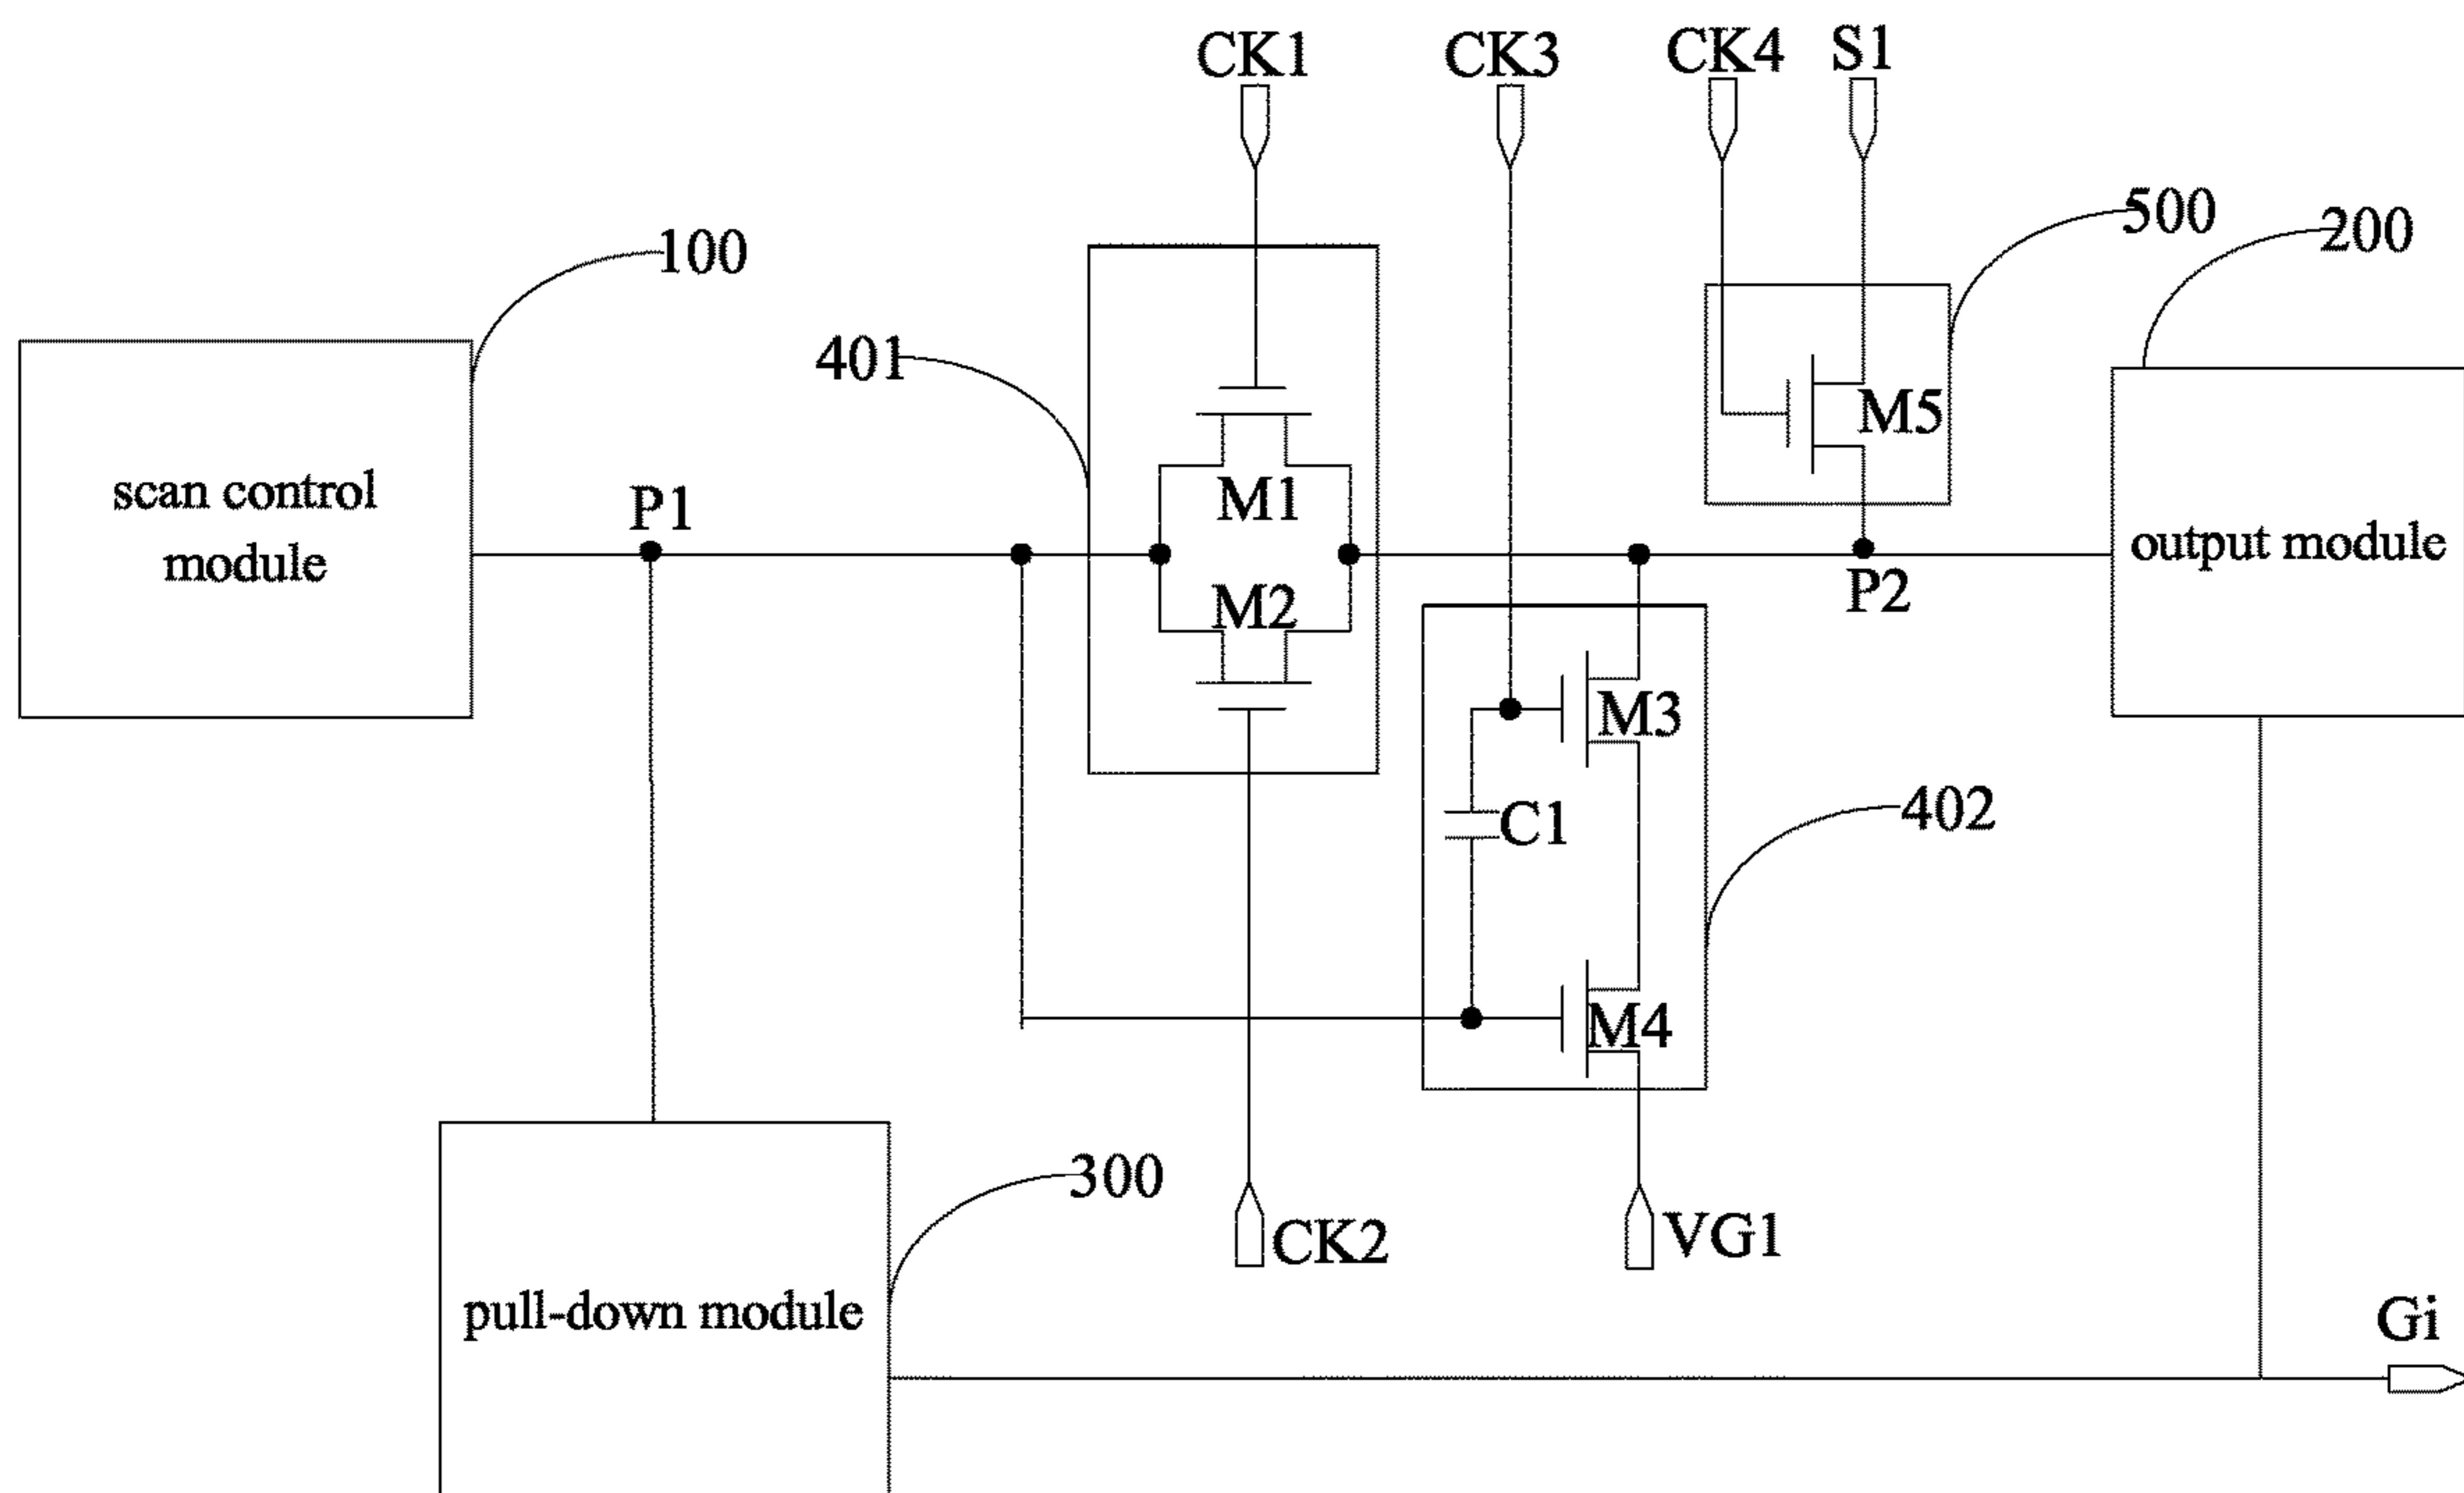 CK1
CK3
CK4
S1
500
200
100
401
scan control
module
P1
M1
M5
output module
M2
P2
M3
C1
402
M4
300
CK2
VG1
pull-down module
Gi